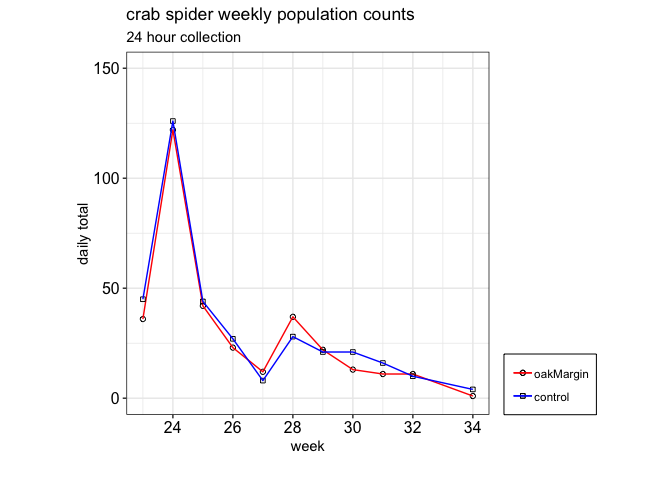 crab spider weekly population counts
24 hour collection
150
100
50
0
daily total
24 26 28 30 32 34
week
oakMargin
control